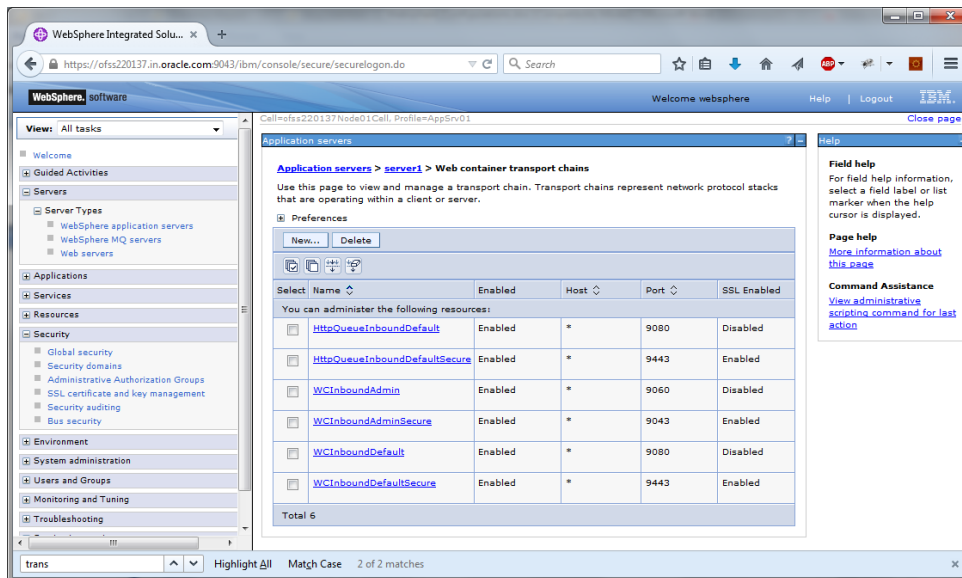 WebSphere Integrated Solu...
https://ofss220137.in.oracle.com:9043/ibm/console/secure/securelogon.do
Search
ABP
WebSphere. software
Welcome websphere
Help | Logout
IBM.
Cell=ofss220137Node01Cell, Profile=AppSrv01
Close page
View: All tasks
Welcome
Guided Activities
Servers
Server Types
WebSphere application servers
WebSphere MQ servers
Web servers
Applications
Services
Resources
Security
Global security
Security domains
Administrative Authorization Groups
SSL certificate and key management
Security auditing
Bus security
Environment
System administration
Users and Groups
Monitoring and Tuning
Troubleshooting
Application servers
Application servers > server1 > Web container transport chains
Use this page to view and manage a transport chain. Transport chains represent network protocol stacks
that are operating within a client or server.
Preferences
New... Delete
Select Name Enabled Host Port SSL Enabled
You can administer the following resources:
HttpQueueInboundDefault Enabled * 9080 Disabled
HttpQueueInboundDefaultSecure Enabled * 9443 Enabled
WCInboundAdmin Enabled * 9060 Disabled
WCInboundAdminSecure Enabled * 9043 Enabled
WCInboundDefault Enabled * 9080 Disabled
WCInboundDefaultSecure Enabled * 9443 Enabled
Total 6
Help
Field help
For field help information,
select a field label or list
marker when the help
cursor is displayed.
Page help
More information about
this page
Command Assistance
View administrative
scripting command for last
action
trans
Highlight All Match Case 2 of 2 matches